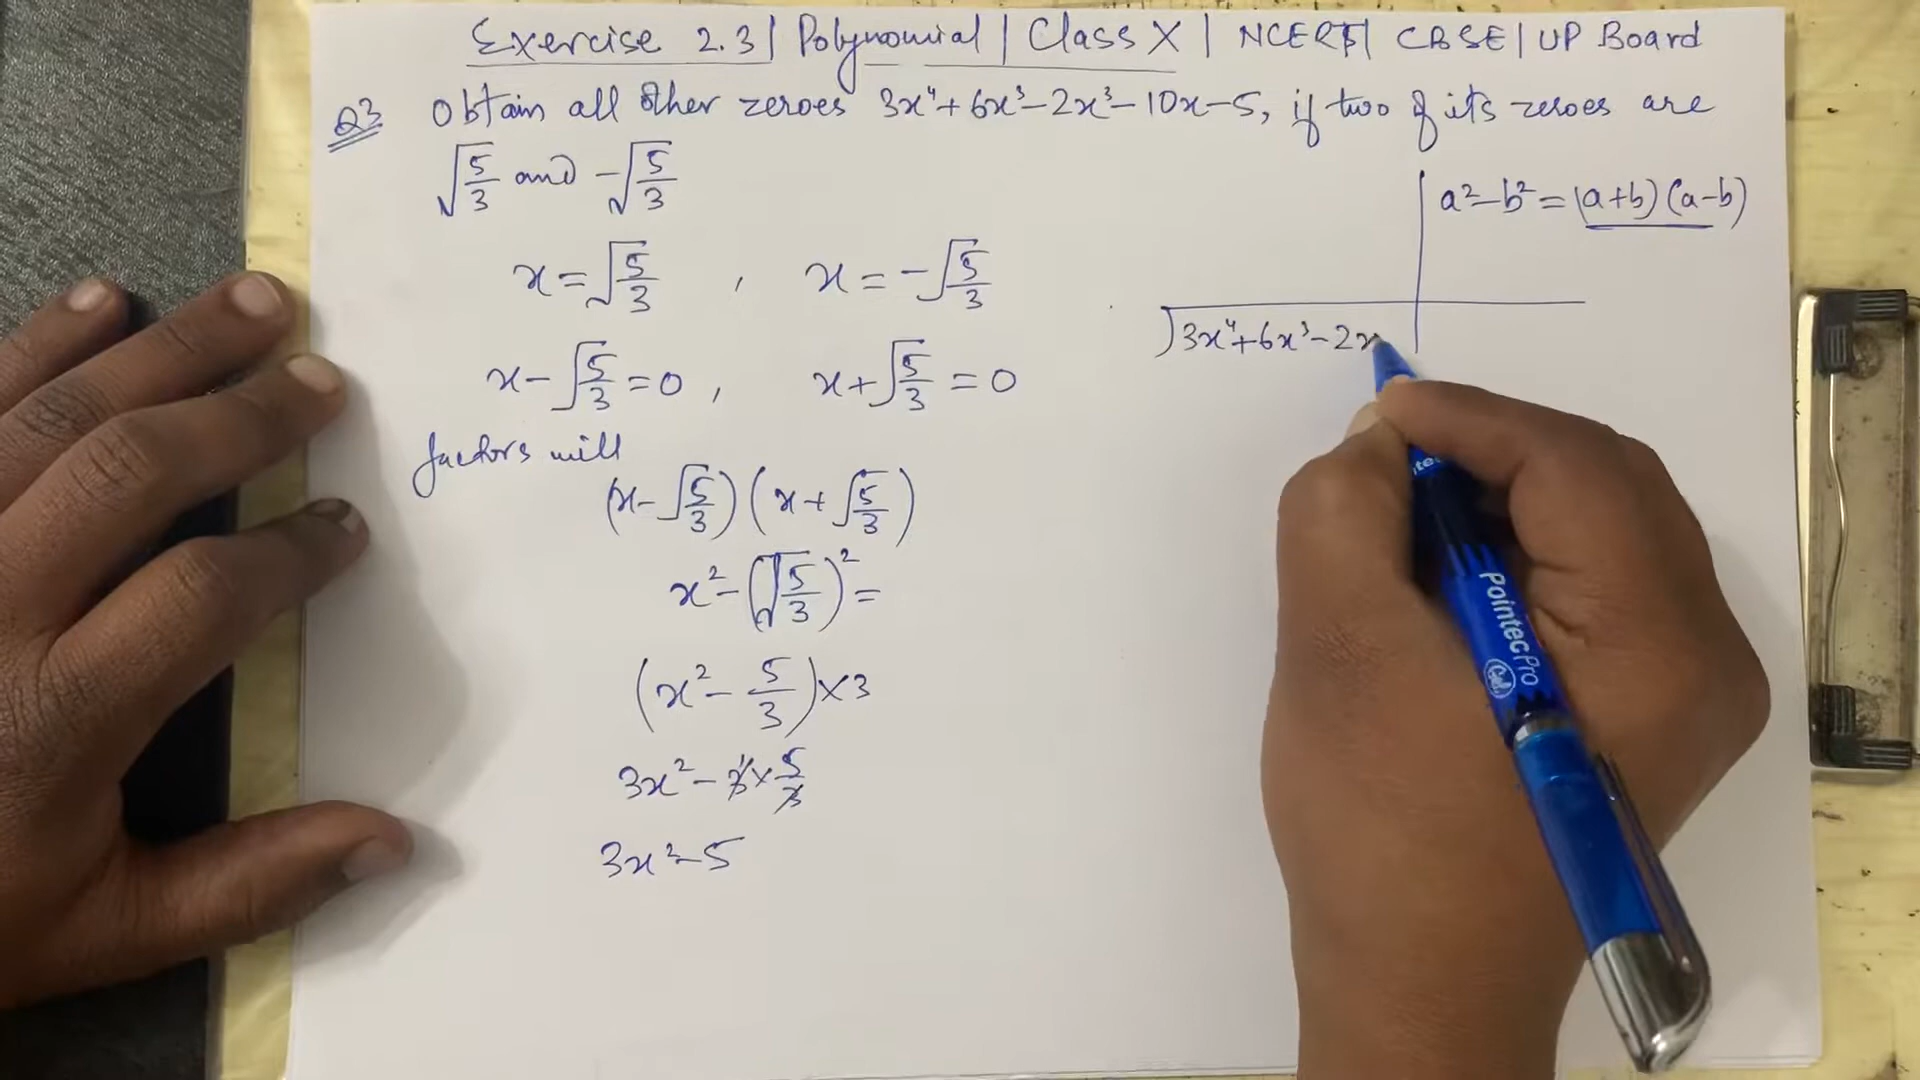 Exercise 2.3 | Polynomial | Class X | NCERT | CBSE | UP Board
Q3 Obtain all other zeroes 3x⁴ + 6x³ − 2x³ − 10x − 5, if two of its zeroes are
√(5/3) and −√(5/3)
a² − b² = (a+b)(a−b)
x = √(5/3) , x = −√(5/3)
)3x⁴ + 6x³ − 2x
x − √(5/3) = 0 , x + √(5/3) = 0
factors will
(x − √(5/3)) (x + √(5/3))
x² − (√(5/3))² =
(x² − 5/3) × 3
3x² − 3 × 5/3
3x² − 5
Pointec Pro